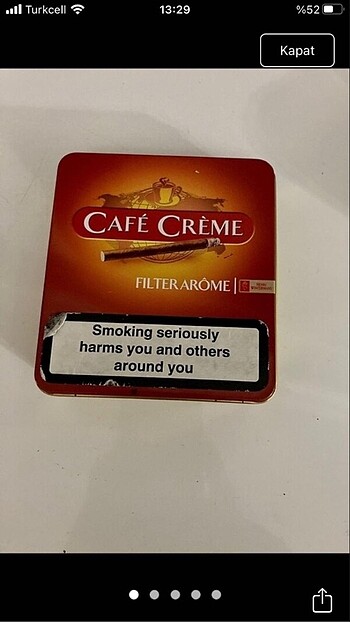 Turkcell
13:29
%52
Kapat
CAFÉ CRÈME
FILTER ARÔME
Smoking seriously
harms you and others
around you